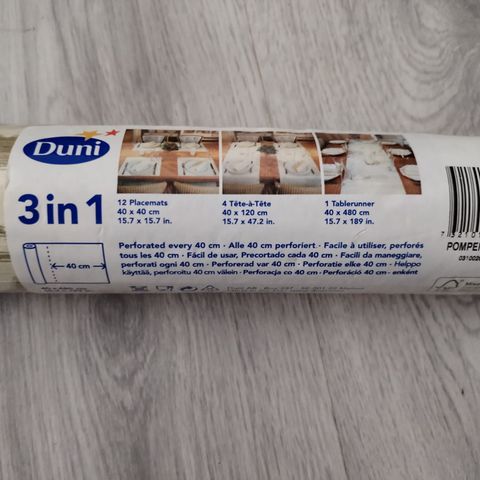 Duni
3 in 1
12 Placemats
40 x 40 cm
15.7 x 15.7 in.
4 Tête-à-Tête
40 x 120 cm
15.7 x 47.2 in.
1 Tablerunner
40 x 480 cm
15.7 x 189 in.
40 cm
Perforated every 40 cm · Alle 40 cm perforiert · Facile à utiliser, perforés
tous les 40 cm · Fácil de usar, Precortado cada 40 cm · Facili da maneggiare,
perforati ogni 40 cm · Perforerad var 40 cm · Perforatie elke 40 cm · Helppo
käyttää, perforoitu 40 cm välein · Perforacja co 40 cm · Perforáció 40 cm · enként
POMPEI